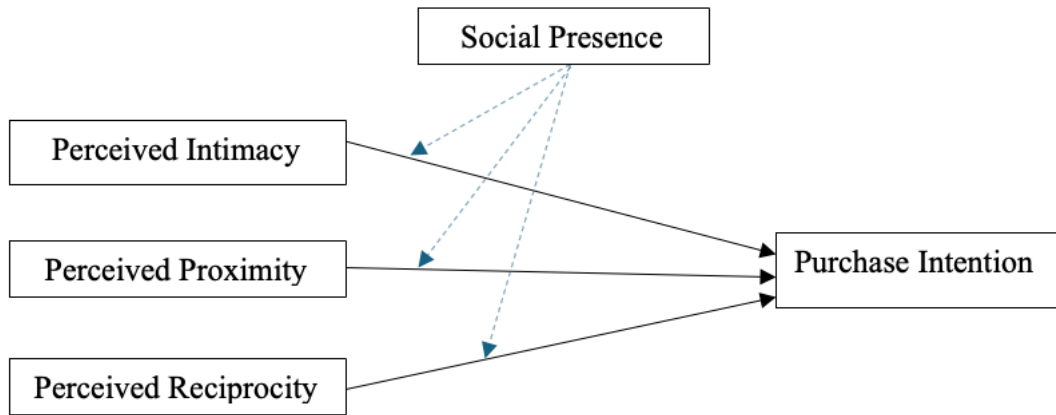 Social Presence
Perceived Intimacy
Perceived Proximity
Purchase Intention
Perceived Reciprocity